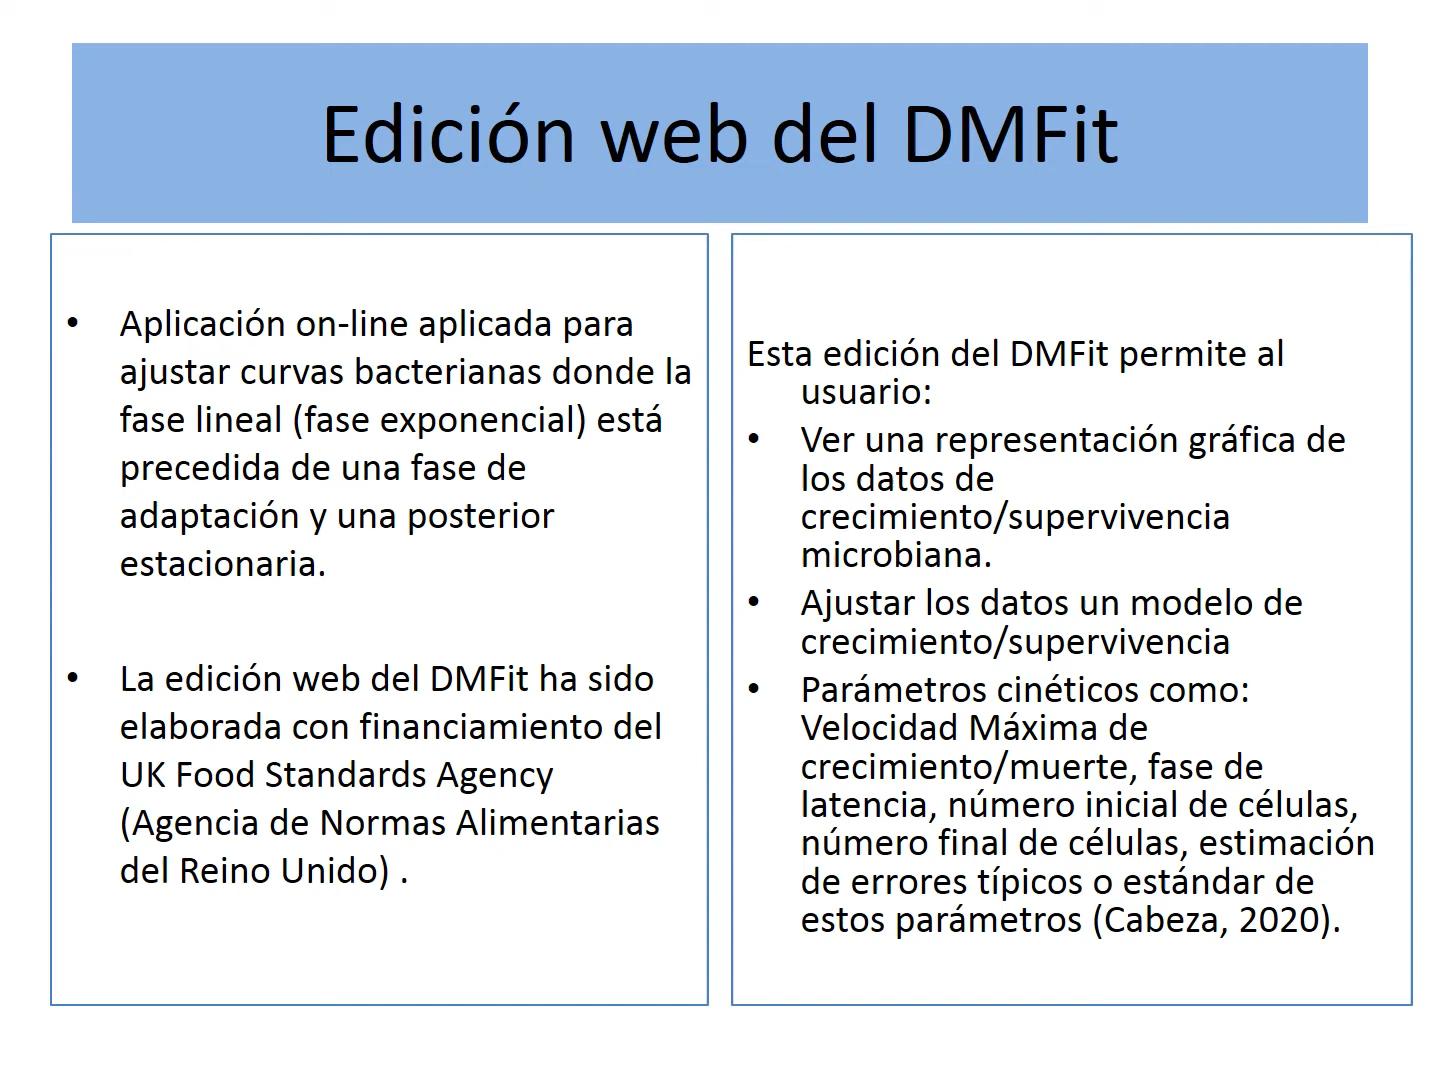 Edición web del DMFit
• Aplicación on-line aplicada para
ajustar curvas bacterianas donde la
fase lineal (fase exponencial) está
precedida de una fase de
adaptación y una posterior
estacionaria.
• La edición web del DMFit ha sido
elaborada con financiamiento del
UK Food Standards Agency
(Agencia de Normas Alimentarias
del Reino Unido) .
Esta edición del DMFit permite al
usuario:
• Ver una representación gráfica de
los datos de
crecimiento/supervivencia
microbiana.
• Ajustar los datos un modelo de
crecimiento/supervivencia
• Parámetros cinéticos como:
Velocidad Máxima de
crecimiento/muerte, fase de
latencia, número inicial de células,
número final de células, estimación
de errores típicos o estándar de
estos parámetros (Cabeza, 2020).